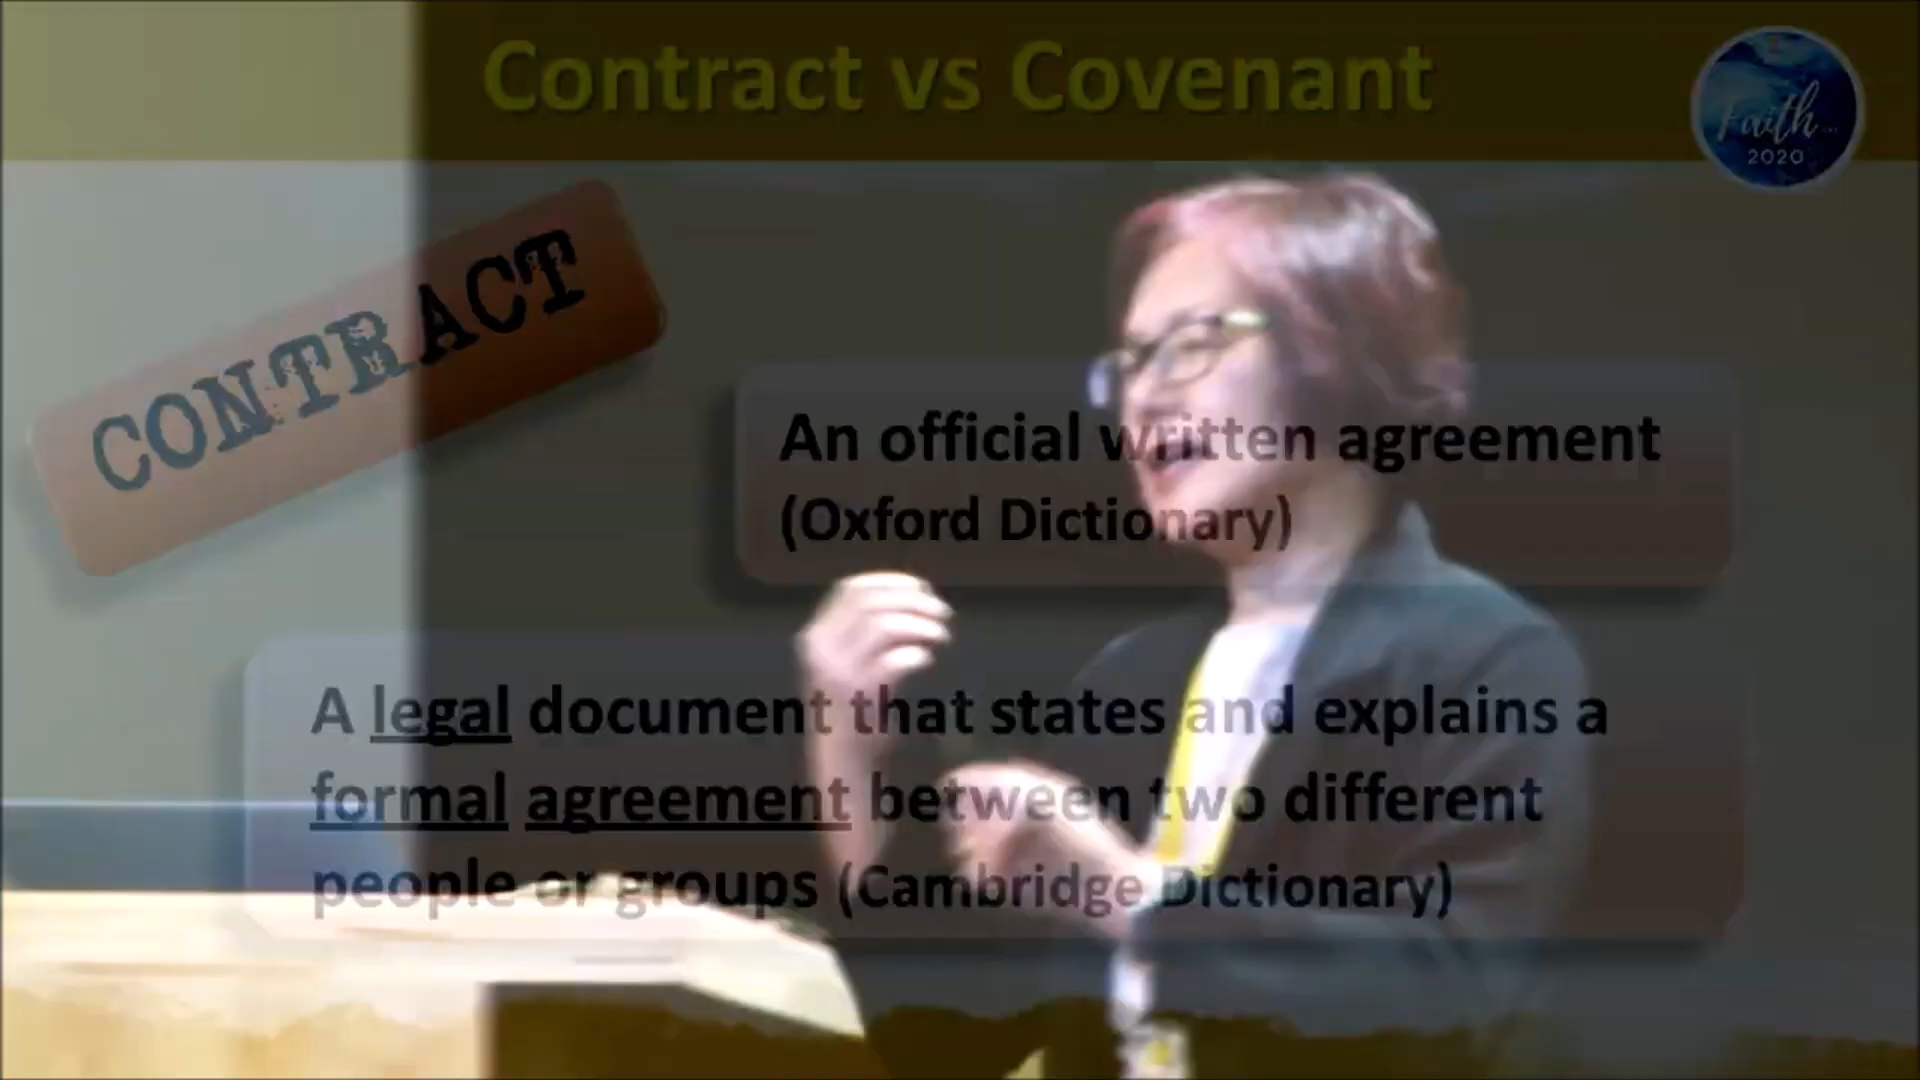 Contract vs Covenant
Faith...
2020
CONTRACT
An official written agreement
(Oxford Dictionary)
A legal document that states and explains a
formal agreement between two different
people or groups (Cambridge Dictionary)